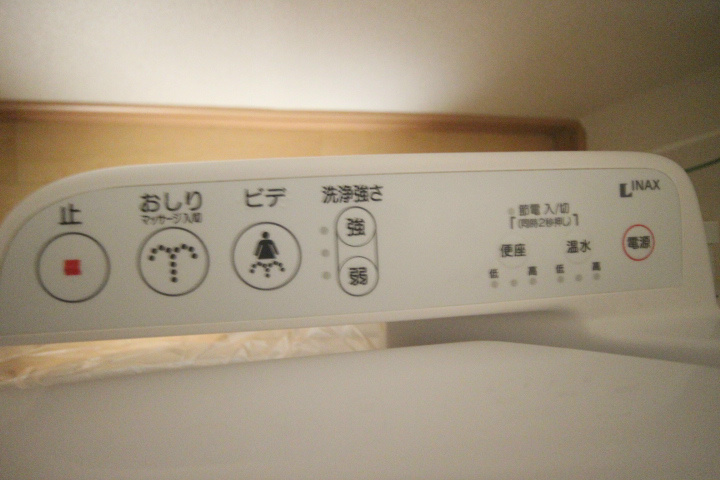 止
おしり
マッサージ入/切
ビデ
洗浄強さ
強
弱
節電 入/切
「(同時2秒押し)」
便座
温水
低 高
低 高
電源
INAX